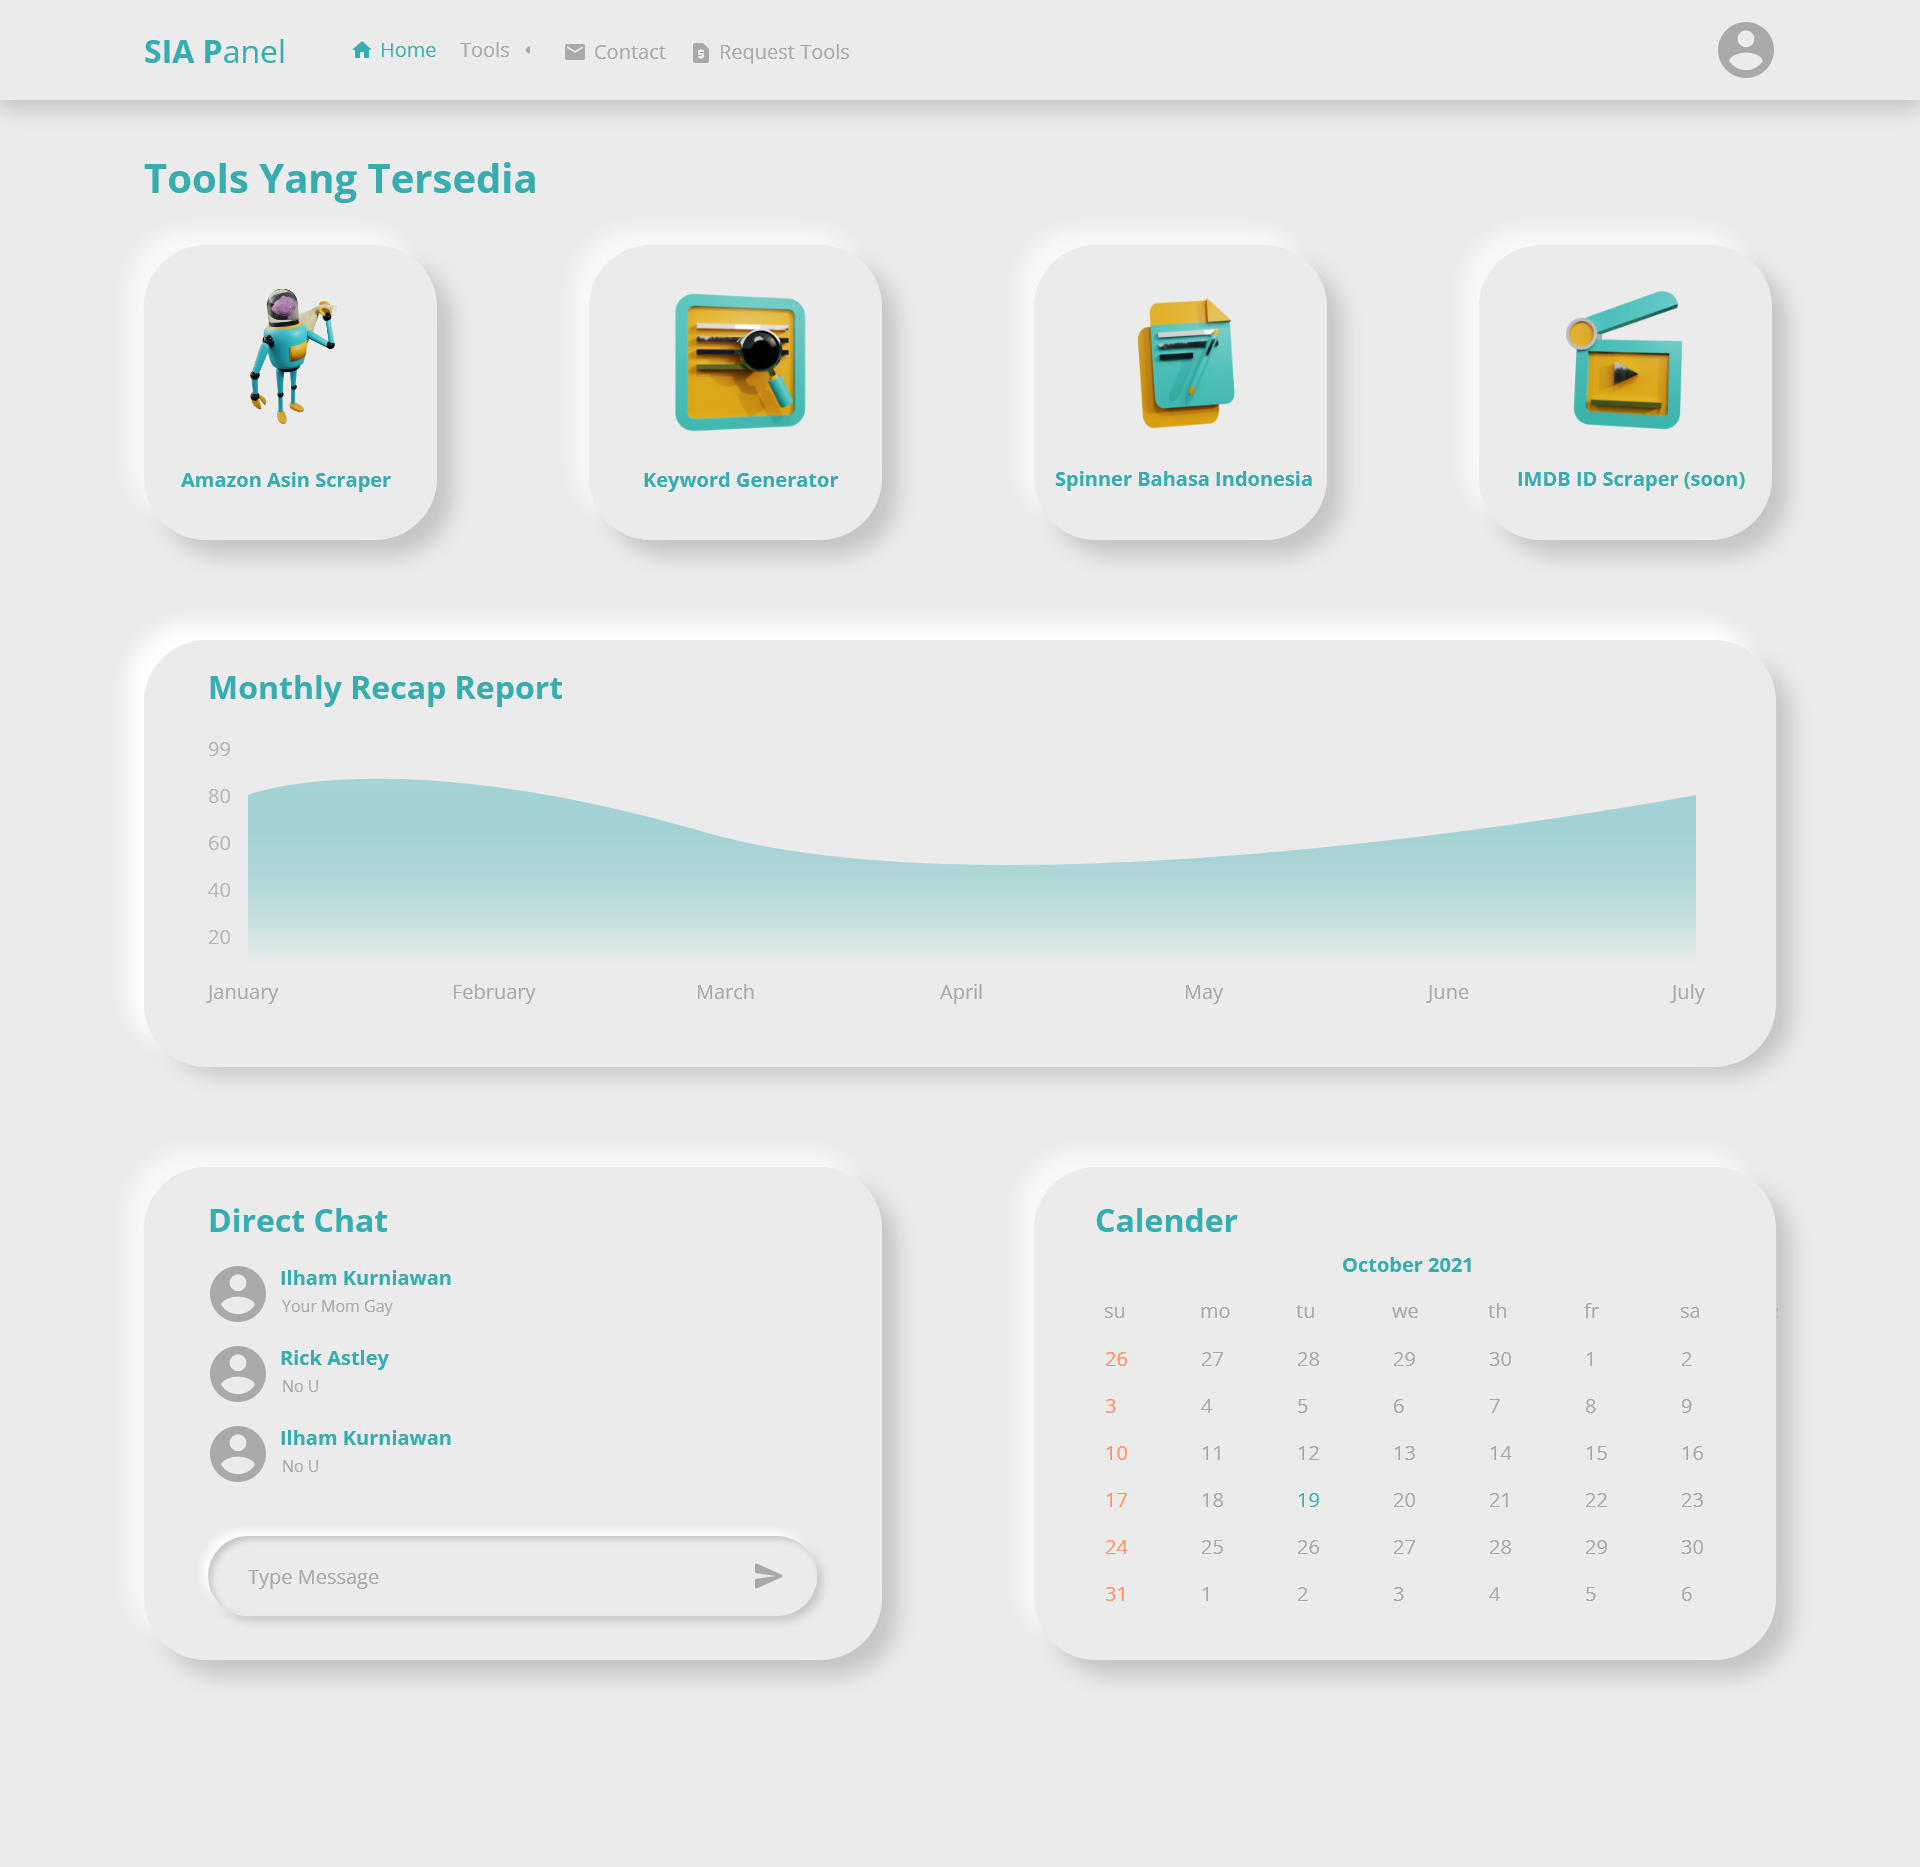 SIA Panel
Home Tools Contact Request Tools
Tools Yang Tersedia
Amazon Asin Scraper
Keyword Generator
Spinner Bahasa Indonesia
IMDB ID Scraper (soon)
Monthly Recap Report
99
80
60
40
20
January February March April May June July
Direct Chat
Ilham Kurniawan
Your Mom Gay
Rick Astley
No U
Ilham Kurniawan
No U
Type Message
Calender
October 2021
su mo tu we th fr sa
26 27 28 29 30 1 2
3 4 5 6 7 8 9
10 11 12 13 14 15 16
17 18 19 20 21 22 23
24 25 26 27 28 29 30
31 1 2 3 4 5 6